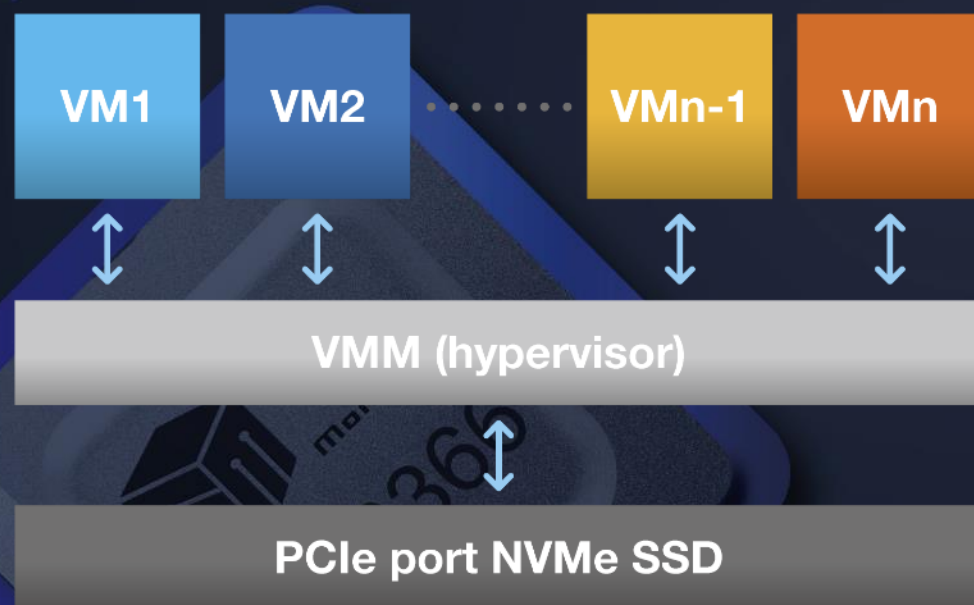 VM1
VM2
VMn-1
VMn
VMM (hypervisor)
PCIe port NVMe SSD